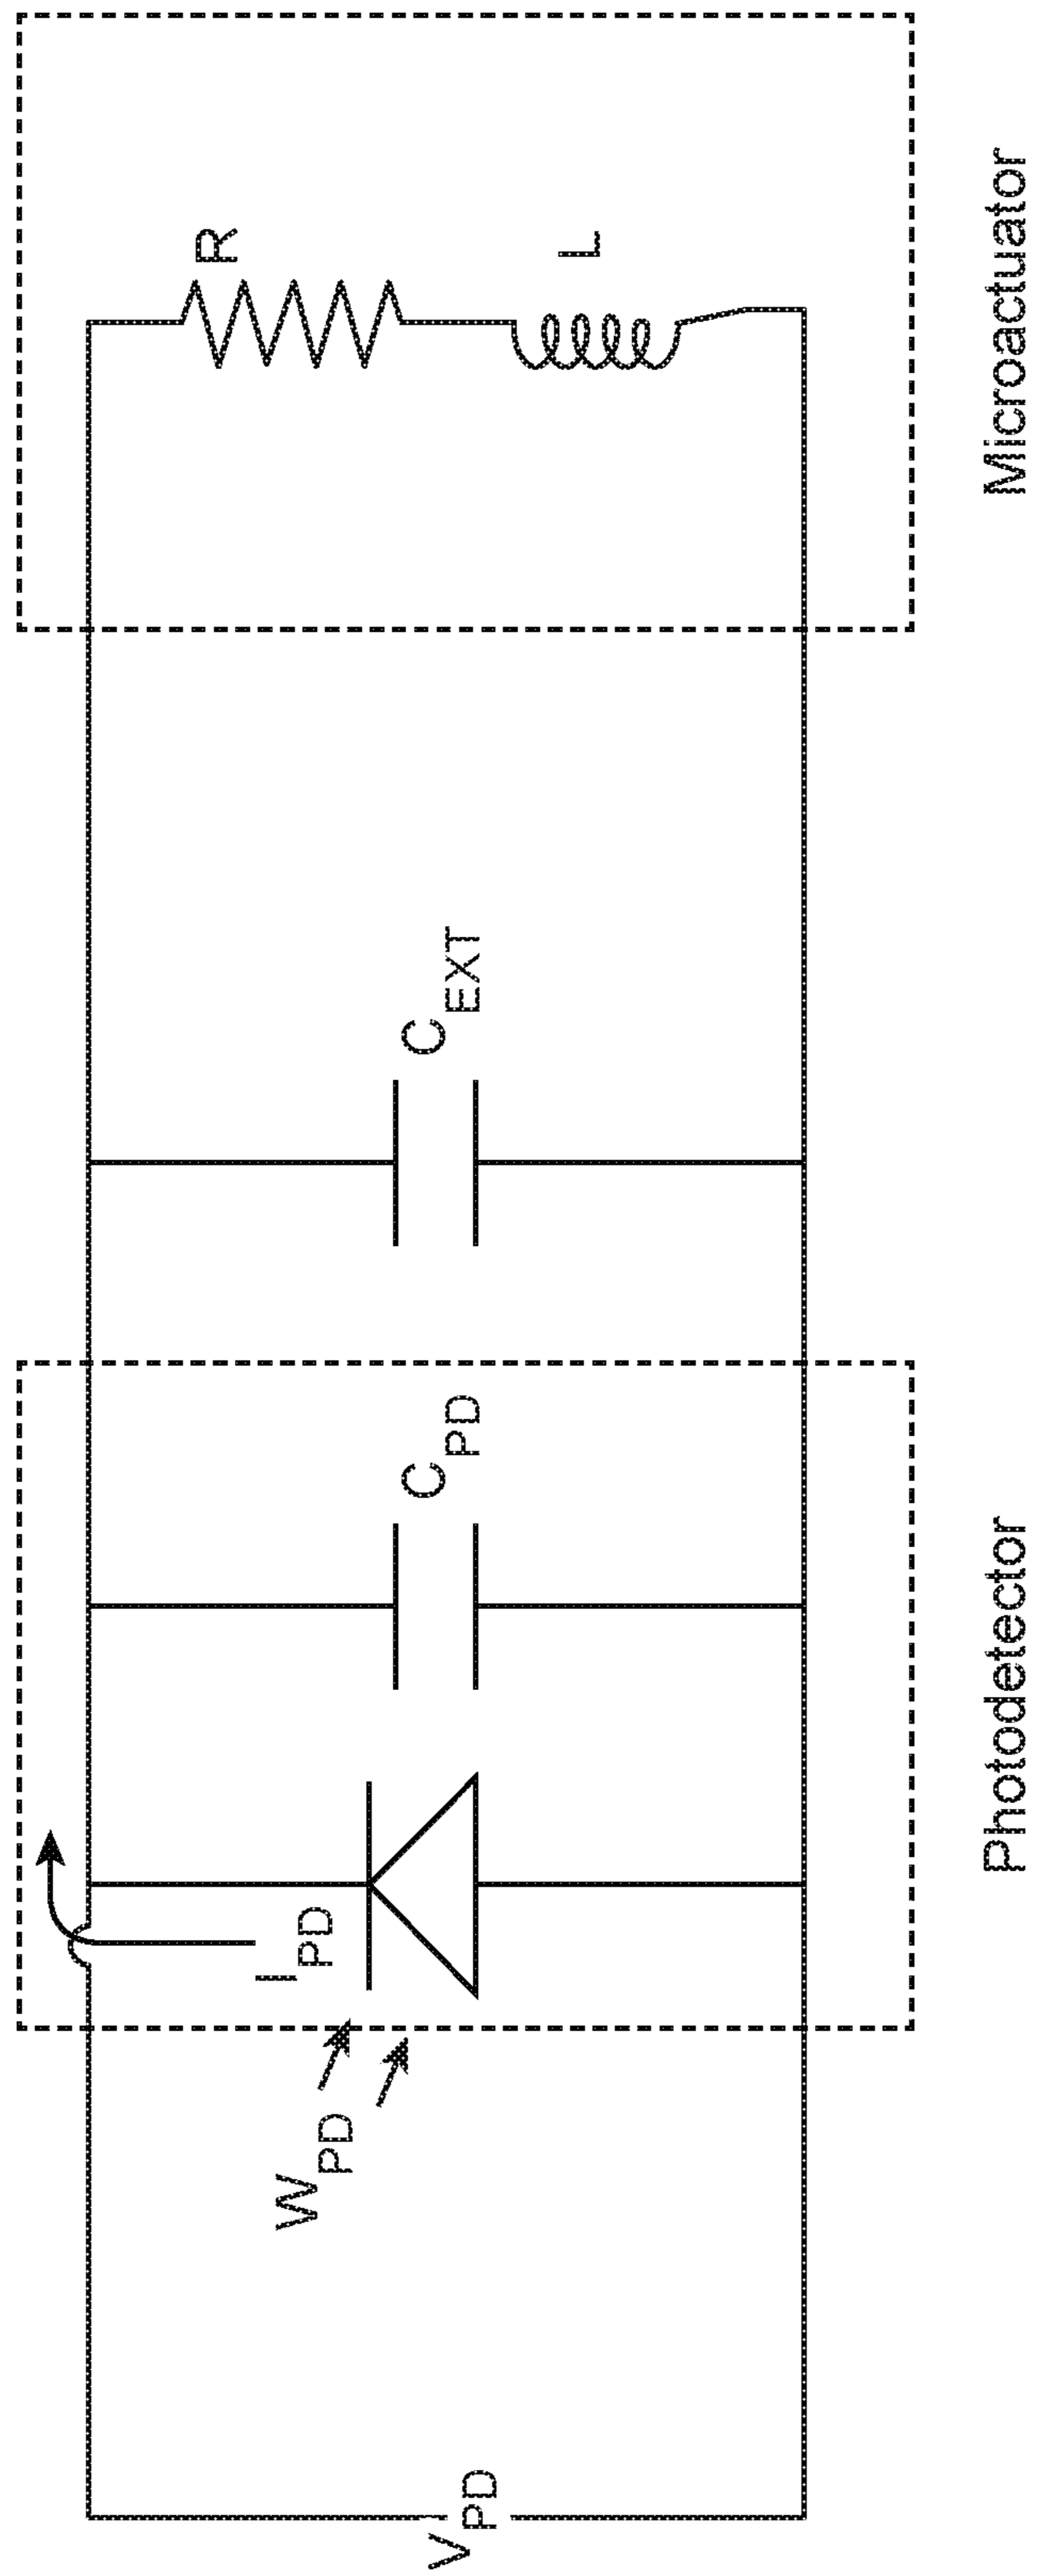 V_PD
W_PD
I_PD
C_PD
C_EXT
R
L
Photodetector
Microactuator